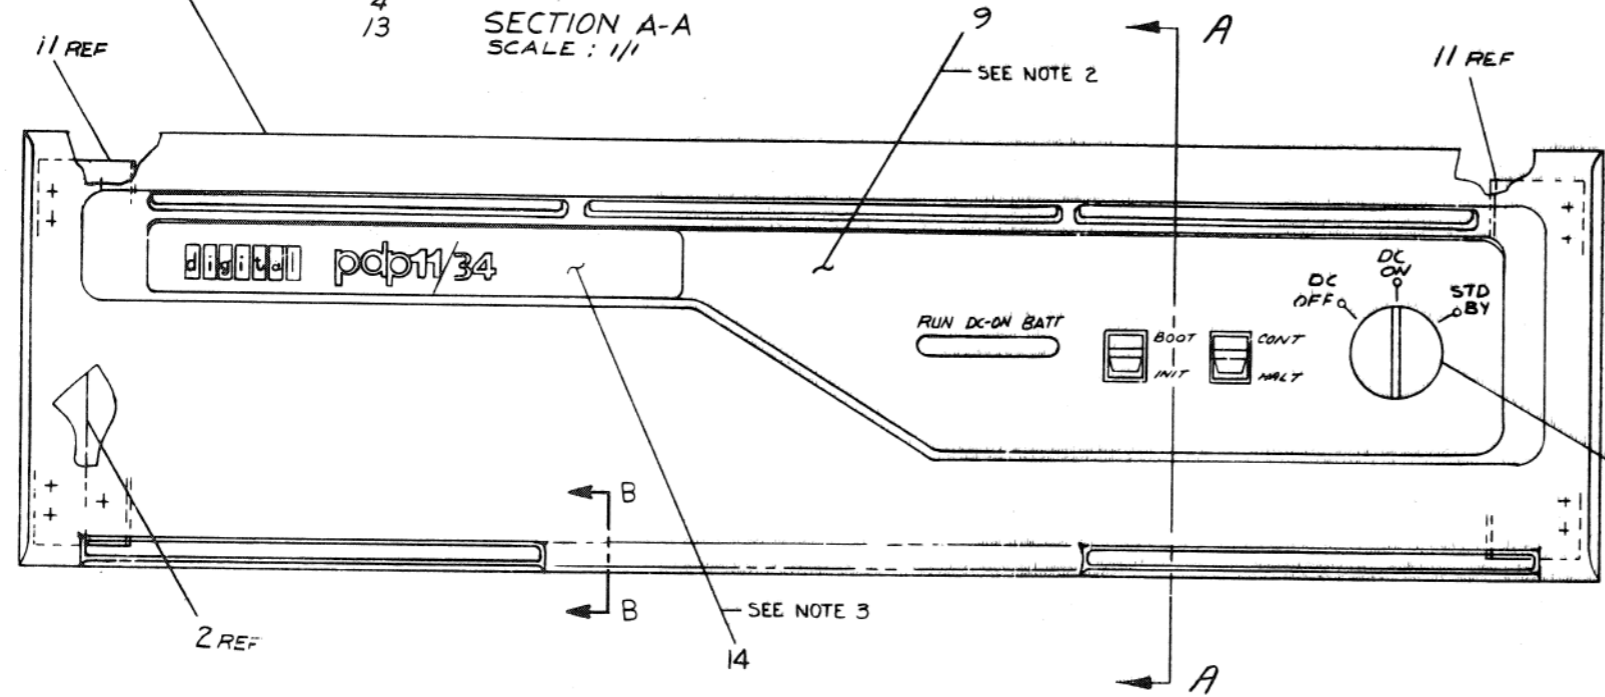 4
13
SECTION A-A
SCALE : 1/1
9
A
11 REF
SEE NOTE 2
11 REF
digital pdp11/34
DC OFF
DC ON
STD BY
RUN DC-ON BATT
BOOT
INIT
CONT
HALT
B
B
SEE NOTE 3
2 REF
14
A